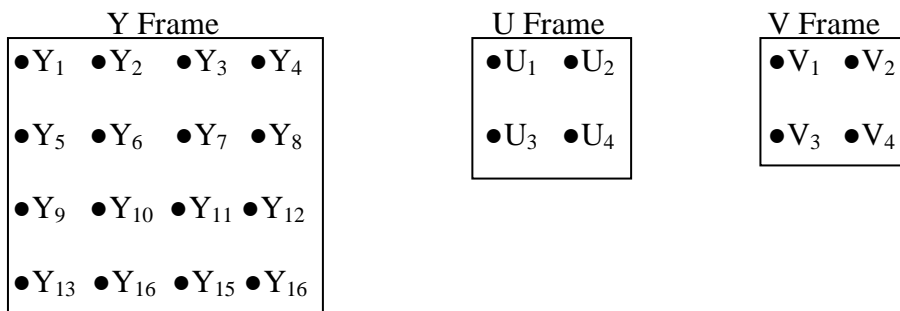 Y Frame U Frame V Frame
●Y₁ ●Y₂ ●Y₃ ●Y₄ ●U₁ ●U₂ ●V₁ ●V₂
●Y₅ ●Y₆ ●Y₇ ●Y₈ ●U₃ ●U₄ ●V₃ ●V₄
●Y₉ ●Y₁₀ ●Y₁₁ ●Y₁₂
●Y₁₃ ●Y₁₆ ●Y₁₅ ●Y₁₆